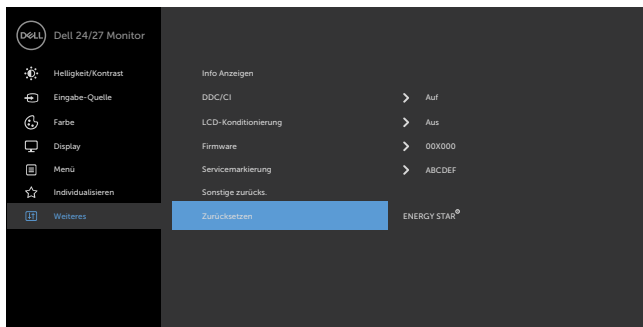 DELL Dell 24/27 Monitor
Helligkeit/Kontrast Info Anzeigen
Eingabe-Quelle DDC/CI Auf
Farbe LCD-Konditionierung Aus
Display Firmware 00X000
Menü Servicemarkierung ABCDEF
Individualisieren Sonstige zurücks.
Weiteres Zurücksetzen ENERGY STAR®